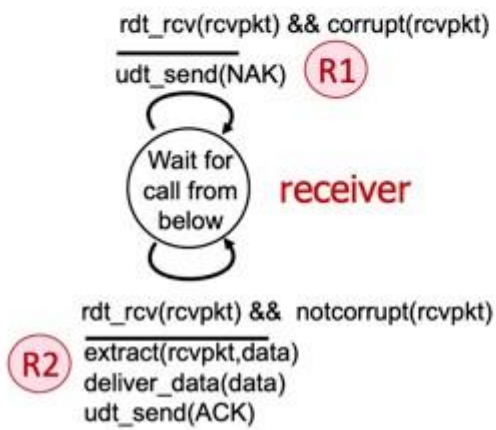 rdt_rcv(rcvpkt) && corrupt(rcvpkt)
udt_send(NAK)
R1
Wait for
call from
below
receiver
rdt_rcv(rcvpkt) && notcorrupt(rcvpkt)
R2
extract(rcvpkt,data)
deliver_data(data)
udt_send(ACK)